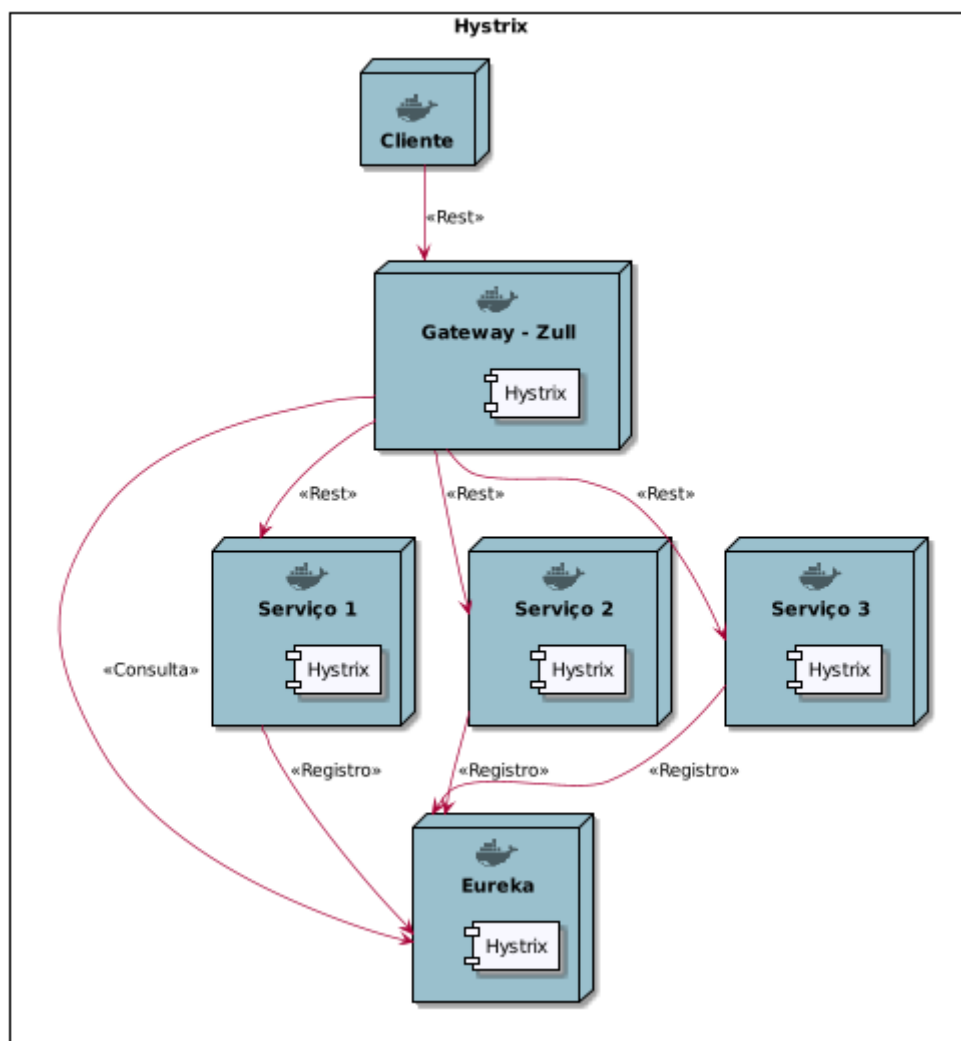 Hystrix
Cliente
«Rest»
Gateway - Zull
Hystrix
«Rest»
«Rest»
«Rest»
Serviço 1
Serviço 2
Serviço 3
«Consulta»
Hystrix
Hystrix
Hystrix
«Registro»
«Registro»
«Registro»
Eureka
Hystrix